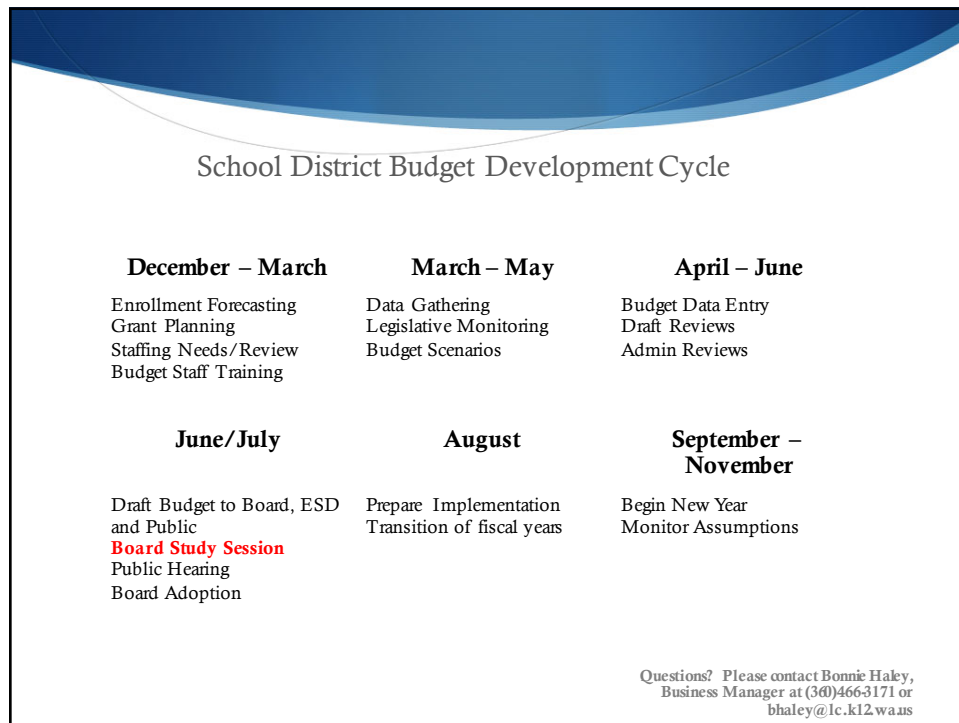 School District Budget Development Cycle
December – March
Enrollment Forecasting
Grant Planning
Staffing Needs/Review
Budget Staff Training
March – May
Data Gathering
Legislative Monitoring
Budget Scenarios
April – June
Budget Data Entry
Draft Reviews
Admin Reviews
June/July
Draft Budget to Board, ESD
and Public
Board Study Session
Public Hearing
Board Adoption
August
Prepare Implementation
Transition of fiscal years
September –
November
Begin New Year
Monitor Assumptions
Questions? Please contact Bonnie Haley,
Business Manager at (360)466-3171 or
bhaley@lc.k12.wa.us